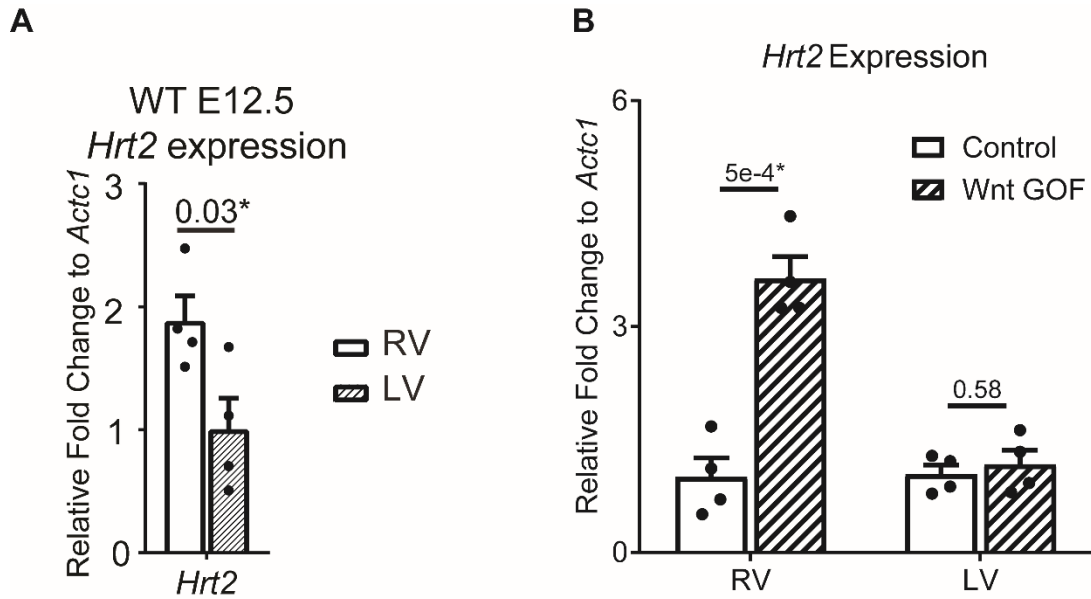 A
WT E12.5
Hrt2 expression
Relative Fold Change to Actc1
3
2
1
0
0.03*
Hrt2
RV
LV
B
Hrt2 Expression
Relative Fold Change to Actc1
6
3
0
5e-4*
0.58
Control
Wnt GOF
RV
LV